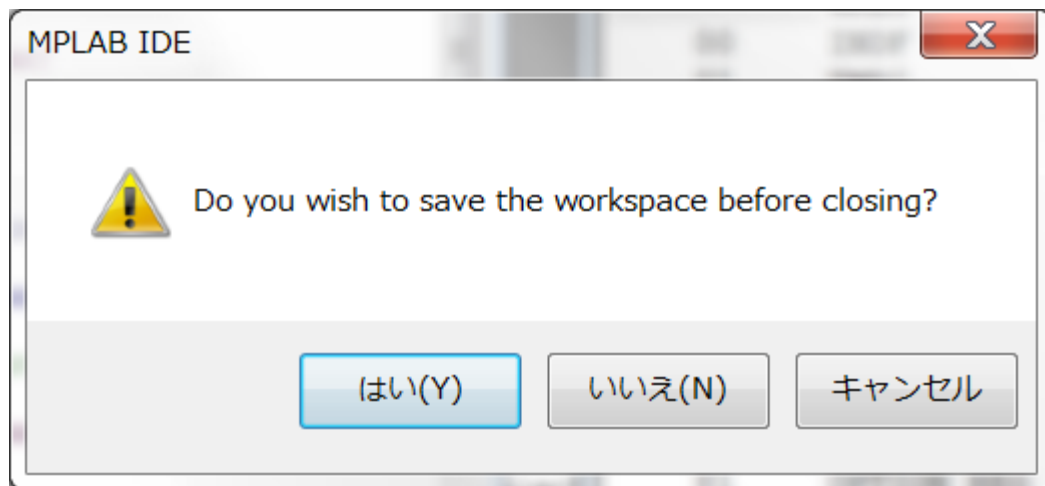 MPLAB IDE
Do you wish to save the workspace before closing?
はい(Y) いいえ(N) キャンセル